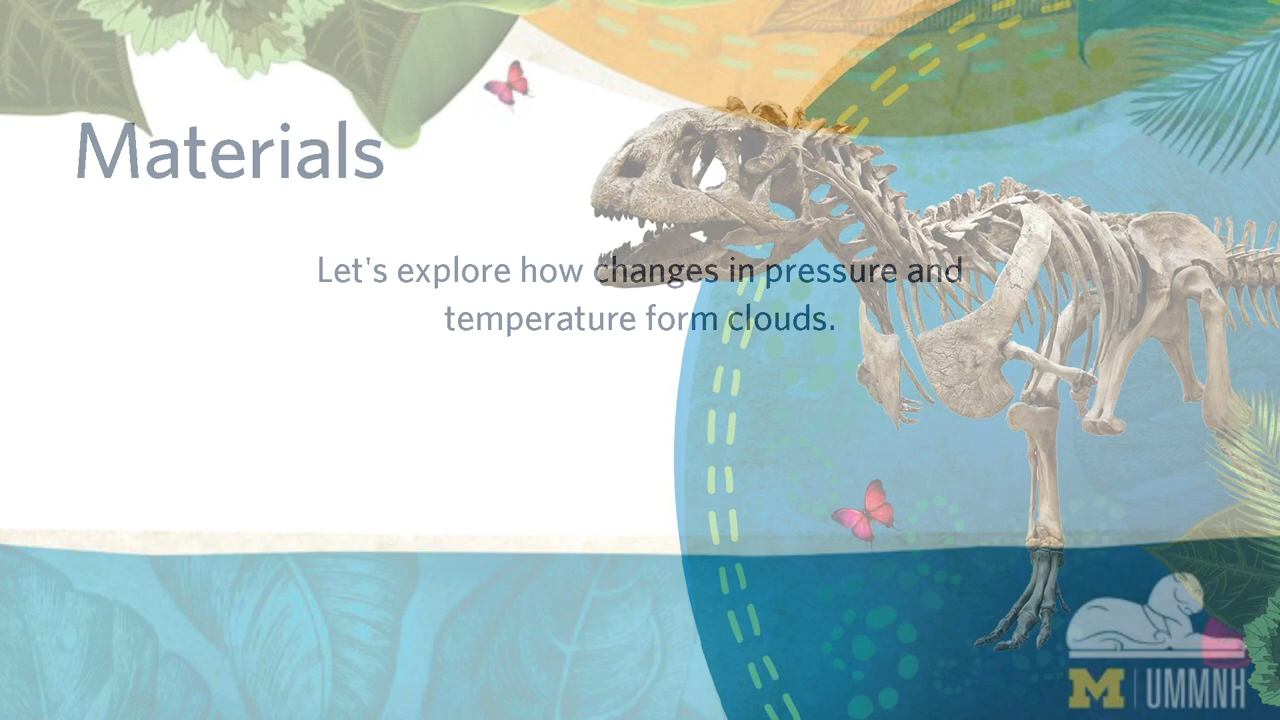 Materials
Let's explore how changes in pressure and
temperature form clouds.
M | UMMNH